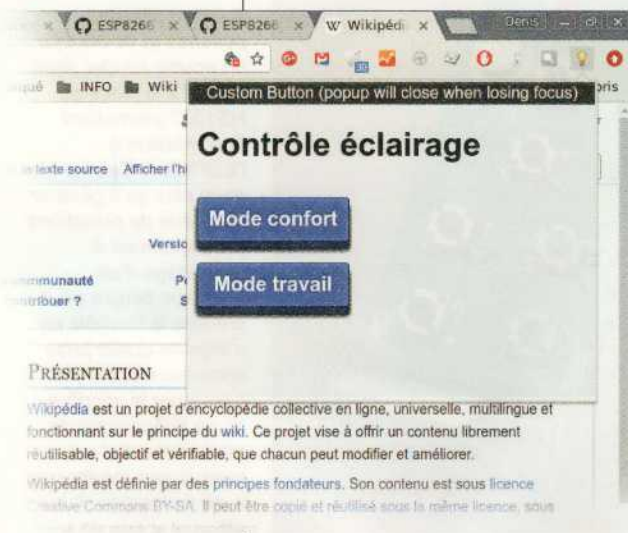 ESP8266
ESP8266
Wikipédi
Denis
INFO
Wiki
Custom Button (popup will close when losing focus)
Contrôle éclairage
texte source Afficher l'hi
Mode confort
Versio
Mode travail
PRÉSENTATION
Wikipédia est un projet d'encyclopédie collective en ligne, universelle, multilingue et
fonctionnant sur le principe du wiki. Ce projet vise à offrir un contenu librement
réutilisable, objectif et vérifiable, que chacun peut modifier et améliorer.
Wikipédia est définie par des principes fondateurs. Son contenu est sous licence
Creative Commons BY-SA. Il peut être copié et réutilisé sous la même licence, sous